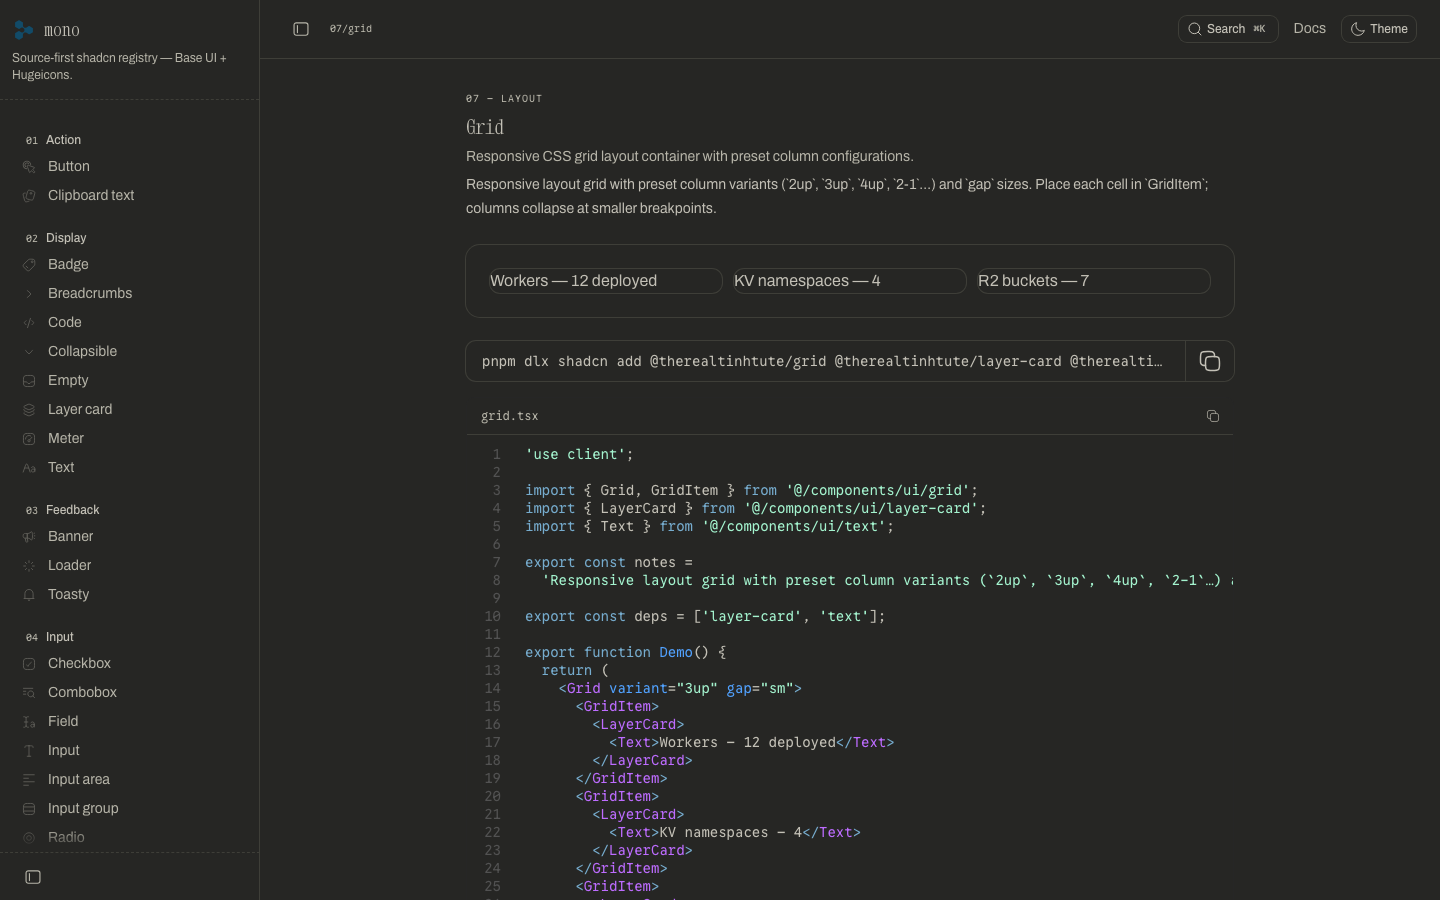 mono
Source-first shadcn registry — Base UI +
Hugeicons.
01 Action
Button
Clipboard text
02 Display
Badge
Breadcrumbs
Code
Collapsible
Empty
Layer card
Meter
Text
03 Feedback
Banner
Loader
Toasty
04 Input
Checkbox
Combobox
Field
Input
Input area
Input group
Radio
07/grid
Search ⌘K
Docs
Theme
07 — LAYOUT
Grid
Responsive CSS grid layout container with preset column configurations.
Responsive layout grid with preset column variants (`2up`, `3up`, `4up`, `2-1`…) and `gap` sizes. Place each cell in `GridItem`;
columns collapse at smaller breakpoints.
Workers — 12 deployed
KV namespaces — 4
R2 buckets — 7
pnpm dlx shadcn add @therealtinhtute/grid @therealtinhtute/layer-card @therealti…
grid.tsx
1 'use client';
2
3 import { Grid, GridItem } from '@/components/ui/grid';
4 import { LayerCard } from '@/components/ui/layer-card';
5 import { Text } from '@/components/ui/text';
6
7 export const notes =
8 'Responsive layout grid with preset column variants (`2up`, `3up`, `4up`, `2-1`…)
9
10 export const deps = ['layer-card', 'text'];
11
12 export function Demo() {
13 return (
14 <Grid variant="3up" gap="sm">
15 <GridItem>
16 <LayerCard>
17 <Text>Workers — 12 deployed</Text>
18 </LayerCard>
19 </GridItem>
20 <GridItem>
21 <LayerCard>
22 <Text>KV namespaces — 4</Text>
23 </LayerCard>
24 </GridItem>
25 <GridItem>